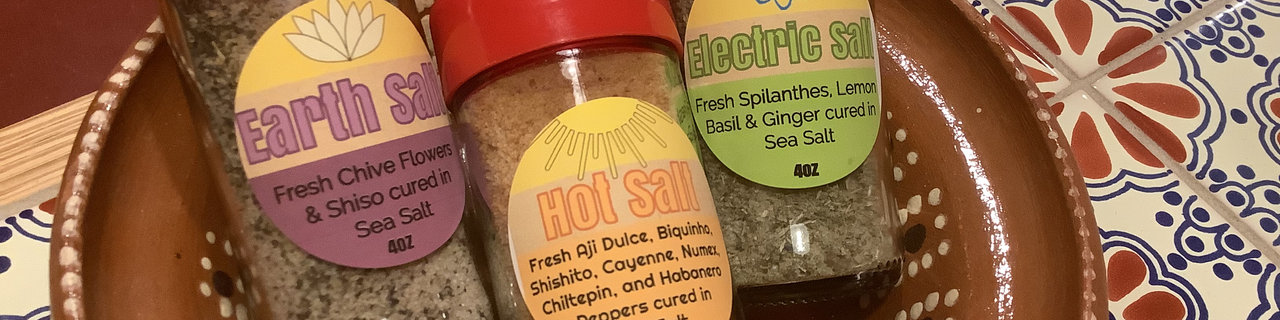 Earth Salt
Fresh Chive Flowers
& Shiso cured in
Sea Salt
4oz
Hot Salt
Fresh Aji Dulce, Biquinho,
Shishito, Cayenne, Numex,
Chiltepin, and Habanero
Peppers cured in
Salt
Electric Salt
Fresh Spilanthes, Lemon
Basil & Ginger cured in
Sea Salt
4oz